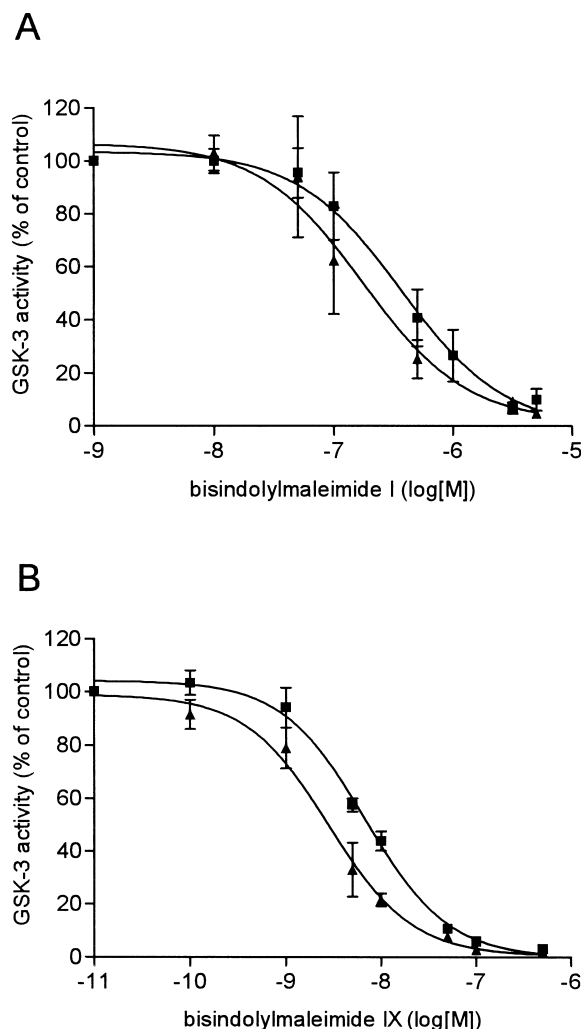 A
GSK-3 activity (% of control)
120
100
80
60
40
20
0
-9 -8 -7 -6 -5
bisindolylmaleimide I (log[M])
B
GSK-3 activity (% of control)
120
100
80
60
40
20
0
-11 -10 -9 -8 -7 -6
bisindolylmaleimide IX (log[M])